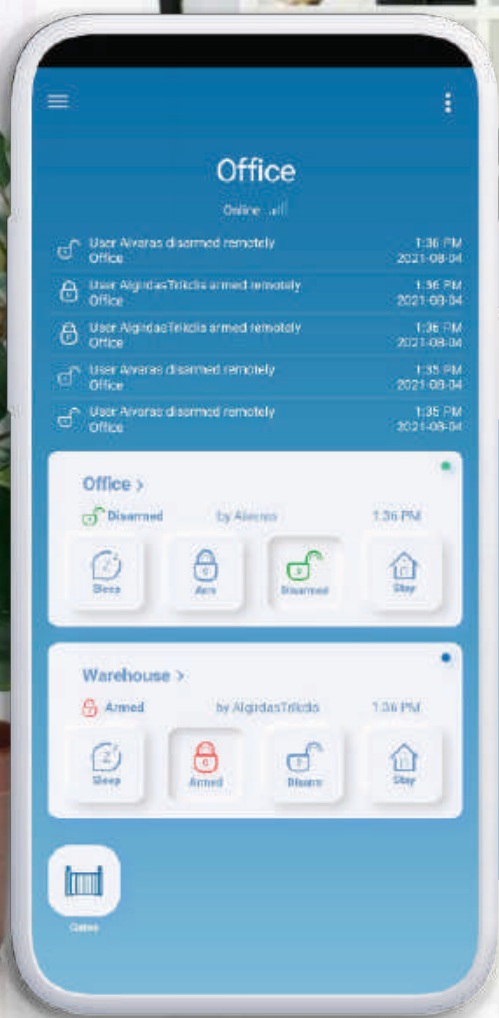 Office
Online
User Aivaras disarmed remotely 1:36 PM
Office 2021-08-04
User AlgirdasTrikdis armed remotely 1:36 PM
Office 2021-08-04
User AlgirdasTrikdis armed remotely 1:36 PM
Office 2021-08-04
User Aivaras disarmed remotely 1:35 PM
Office 2021-08-04
User Aivaras disarmed remotely 1:35 PM
Office 2021-08-04
Office >
Disarmed by Aivaras 1:36 PM
Sleep Arm Disarmed Stay
Warehouse >
Armed by AlgirdasTrikdis 1:36 PM
Sleep Armed Disarm Stay
Gates